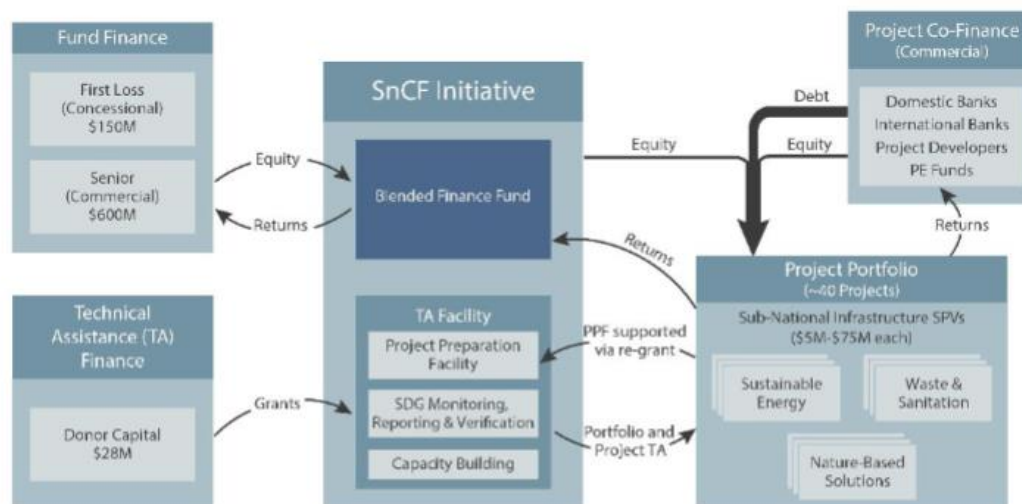 Fund Finance
First Loss
(Concessional)
$150M
Senior
(Commercial)
$600M
Equity
Returns
Technical
Assistance (TA)
Finance
Donor Capital
$28M
Grants
SnCF Initiative
Blended Finance Fund
TA Facility
Project Preparation
Facility
SDG Monitoring,
Reporting & Verification
Capacity Building
Equity
Debt
Equity
Returns
PPF supported
via re-grant
Portfolio and
Project TA
Project Co-Finance
(Commercial)
Domestic Banks
International Banks
Project Developers
PE Funds
Returns
Project Portfolio
(~40 Projects)
Sub-National Infrastructure SPVs
($5M-$75M each)
Sustainable
Energy
Waste &
Sanitation
Nature-Based
Solutions